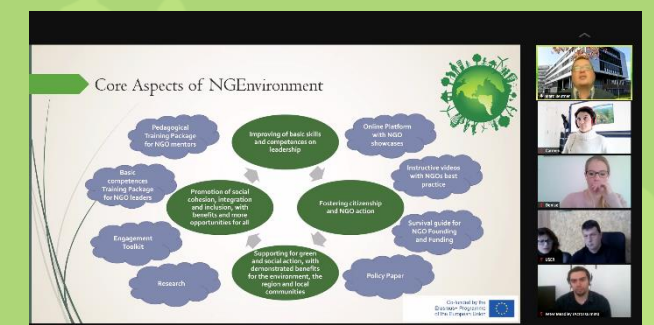 Core Aspects of NGEnvironment
Pedagogical
Training Package
for NGO mentors
Improving of basic skills
and competences on
leadership
Online Platform
with NGO
showcases
Basic
competences
Training Package
for NGO leaders
Promotion of social
cohesion, integration
and inclusion, with
benefits and more
opportunities for all
Fostering citizenship
and NGO action
Instructive videos
with NGOs best
practice
Engagement
Toolkit
Survival guide for
NGO Founding
and Funding
Research
Supporting for green
and social action, with
demonstrated benefits
for the environment, the
region and local
communities
Policy Paper
Co-funded by the
Erasmus+ Programme
of the European Union
Denise